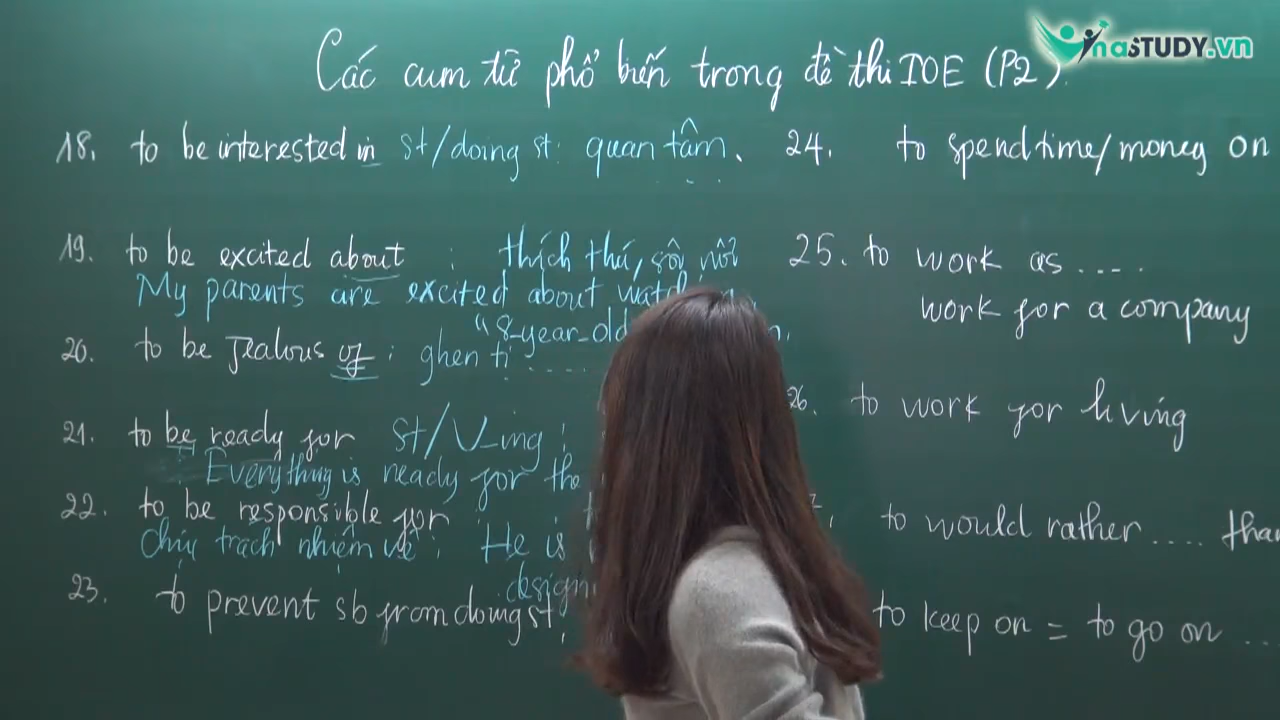 VinaSTUDY.vn
Các cụm từ phổ biến trong đề thi IOE (P2)
18. to be interested in st/doing st: quan tâm.
19. to be excited about : thích thú, sôi nổi
My parents are excited about
"8-year-old
20. to be jealous of : ghen tị .....
21. to be ready for st/V-ing :
Everything is ready for the
22. to be responsible for :
chịu trách nhiệm về : He is
design
23. to prevent sb from doing st :
24. to spend time/money on
25. to work as ....
work for a company
26. to work for living
to would rather .... than
to keep on = to go on ...